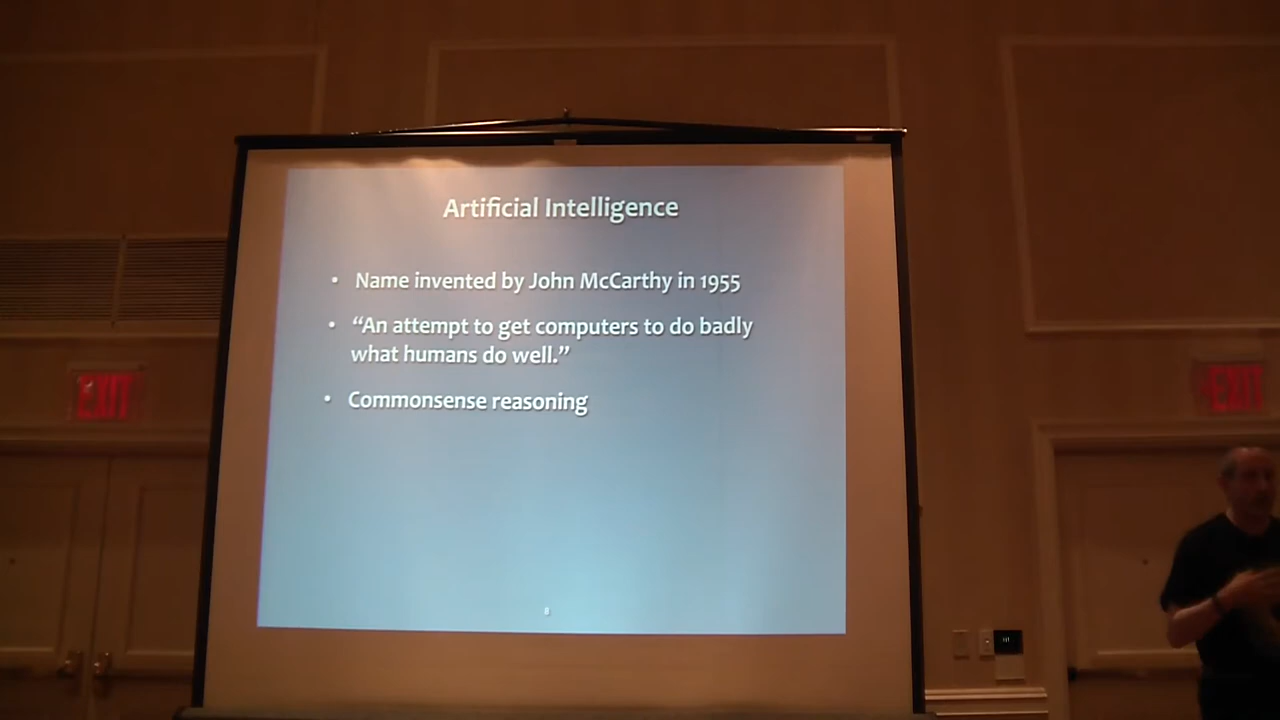 Artificial Intelligence
• Name invented by John McCarthy in 1955
• “An attempt to get computers to do badly
what humans do well.”
• Commonsense reasoning
8
EXIT
EXIT